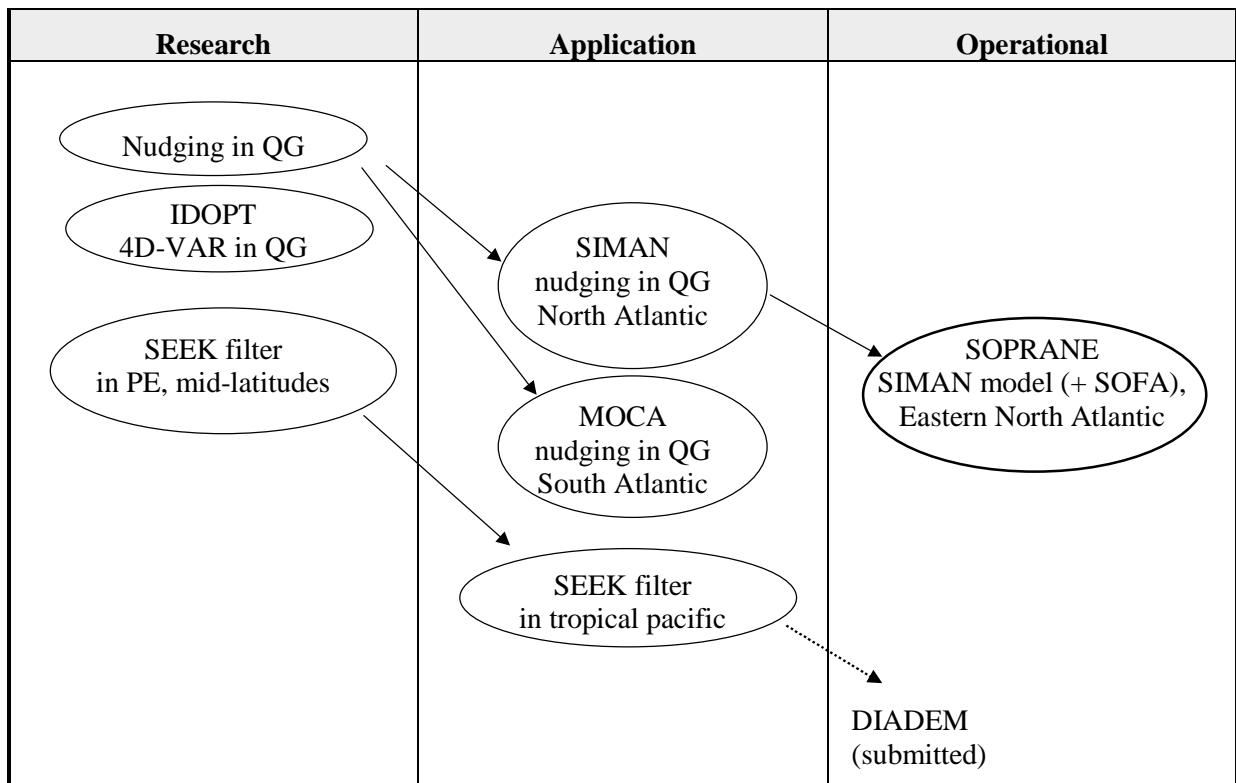 Research
Application
Operational
Nudging in QG
IDOPT
4D-VAR in QG
SEEK filter
in PE, mid-latitudes
SIMAN
nudging in QG
North Atlantic
MOCA
nudging in QG
South Atlantic
SEEK filter
in tropical pacific
SOPRANE
SIMAN model (+ SOFA),
Eastern North Atlantic
DIADEM
(submitted)